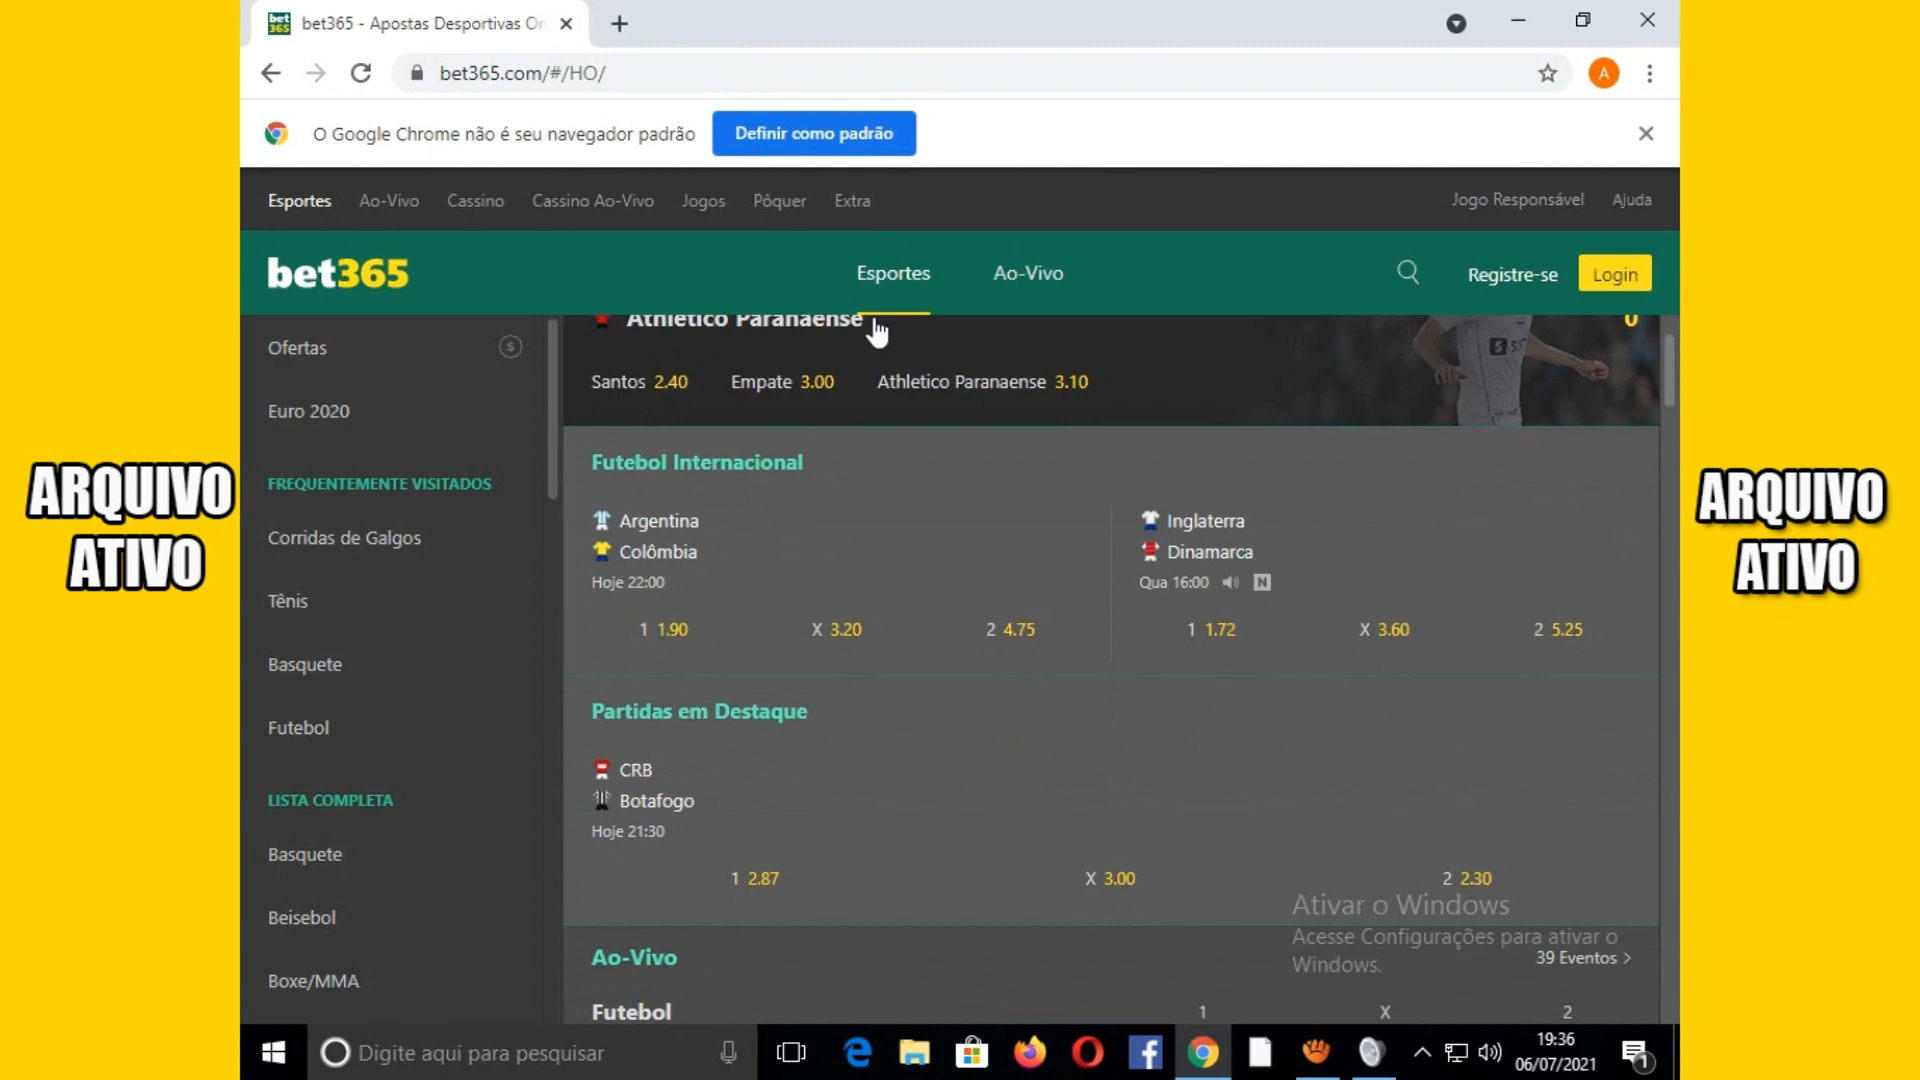 bet365 - Apostas Desportivas On
bet365.com/#/HO/
A
O Google Chrome não é seu navegador padrão
Definir como padrão
Esportes Ao-Vivo Cassino Cassino Ao-Vivo Jogos Pôquer Extra
Jogo Responsável Ajuda
bet365
Esportes Ao-Vivo
Registre-se Login
Ofertas
Euro 2020
FREQUENTEMENTE VISITADOS
Corridas de Galgos
Tênis
Basquete
Futebol
LISTA COMPLETA
Basquete
Beisebol
Boxe/MMA
Athletico Paranaense 0
Santos 2.40 Empate 3.00 Athletico Paranaense 3.10
Futebol Internacional
Argentina
Colômbia
Hoje 22:00
1 1.90 X 3.20 2 4.75
Inglaterra
Dinamarca
Qua 16:00 N
1 1.72 X 3.60 2 5.25
Partidas em Destaque
CRB
Botafogo
Hoje 21:30
1 2.87 X 3.00 2 2.30
Ao-Vivo
39 Eventos >
Futebol 1 X 2
Ativar o Windows
Acesse Configurações para ativar o
Windows.
ARQUIVO
ATIVO
ARQUIVO
ATIVO
Digite aqui para pesquisar
19:36
06/07/2021
1